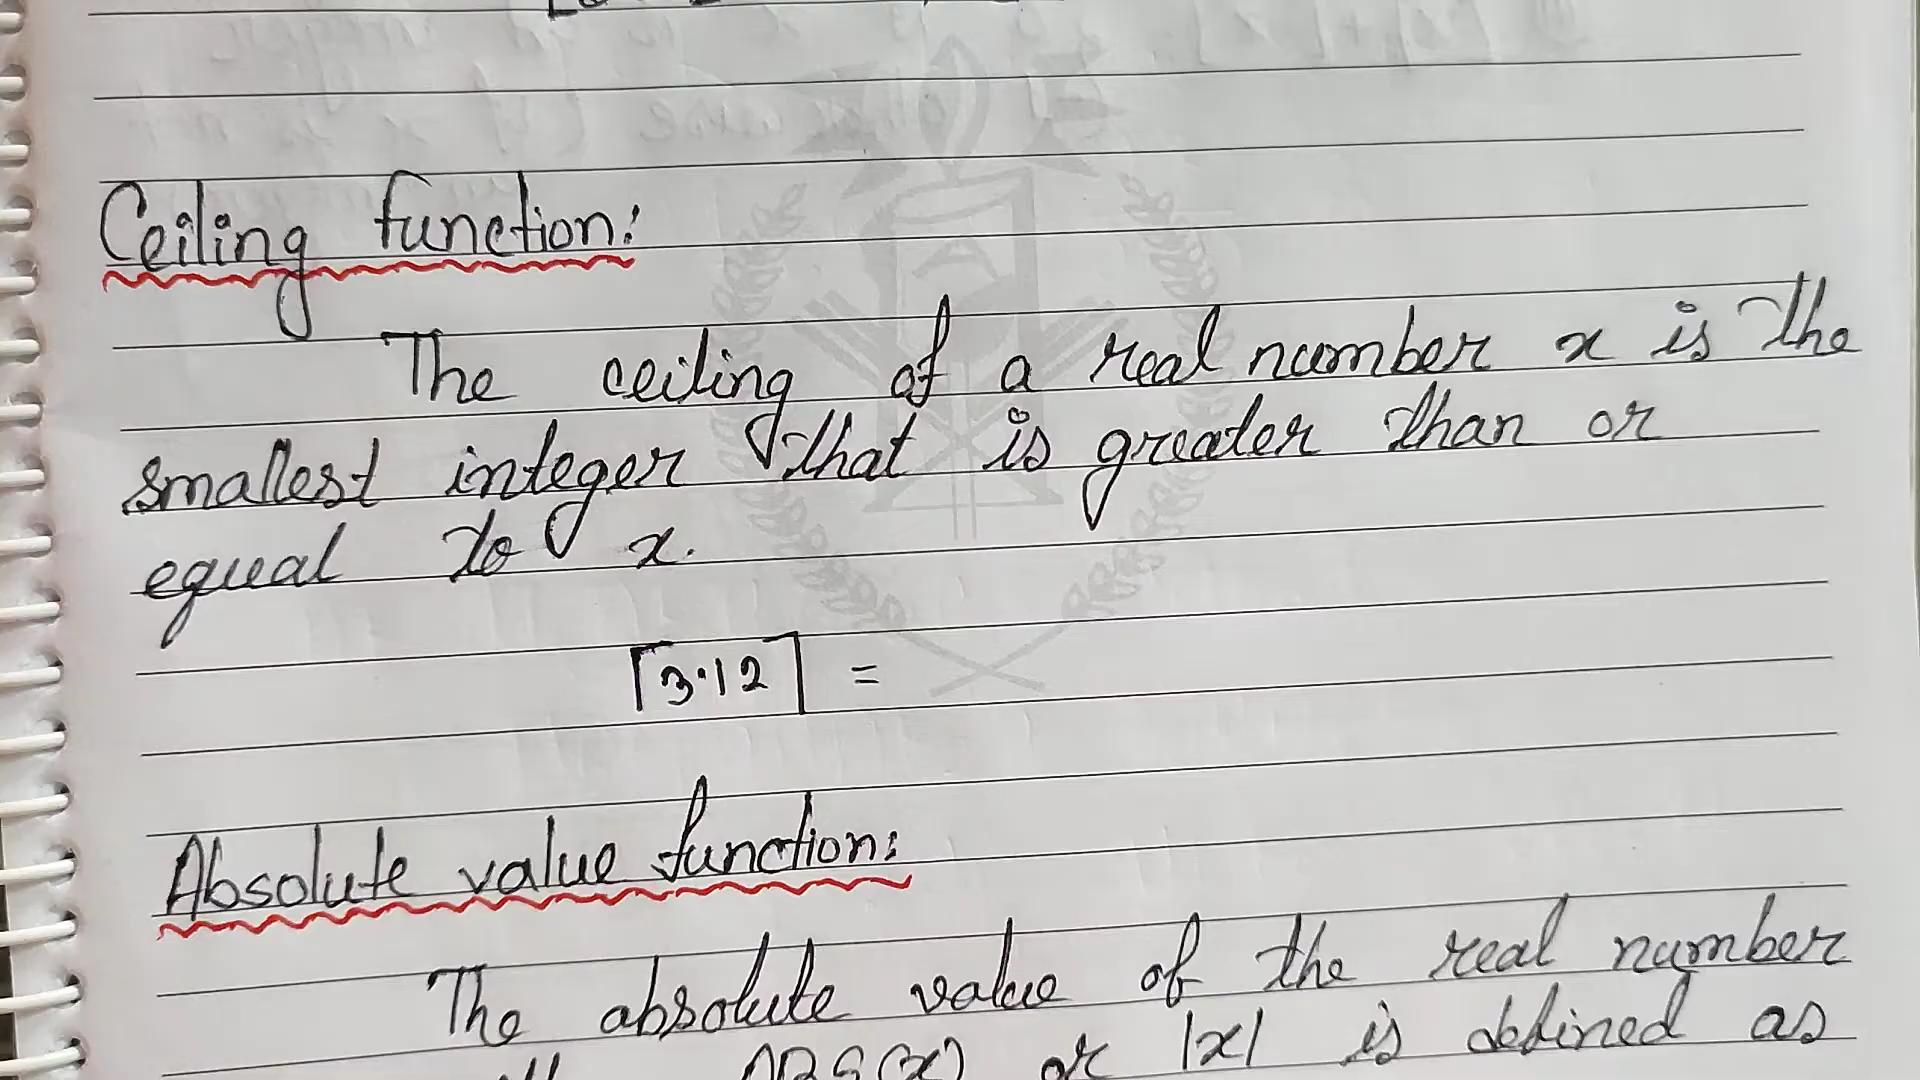 Ceiling function:
The ceiling of a real number x is the
smallest integer that is greater than or
equal to x.
⌈3.12⌉ =
Absolute value function:
The absolute value of the real number
or |x| is defined as